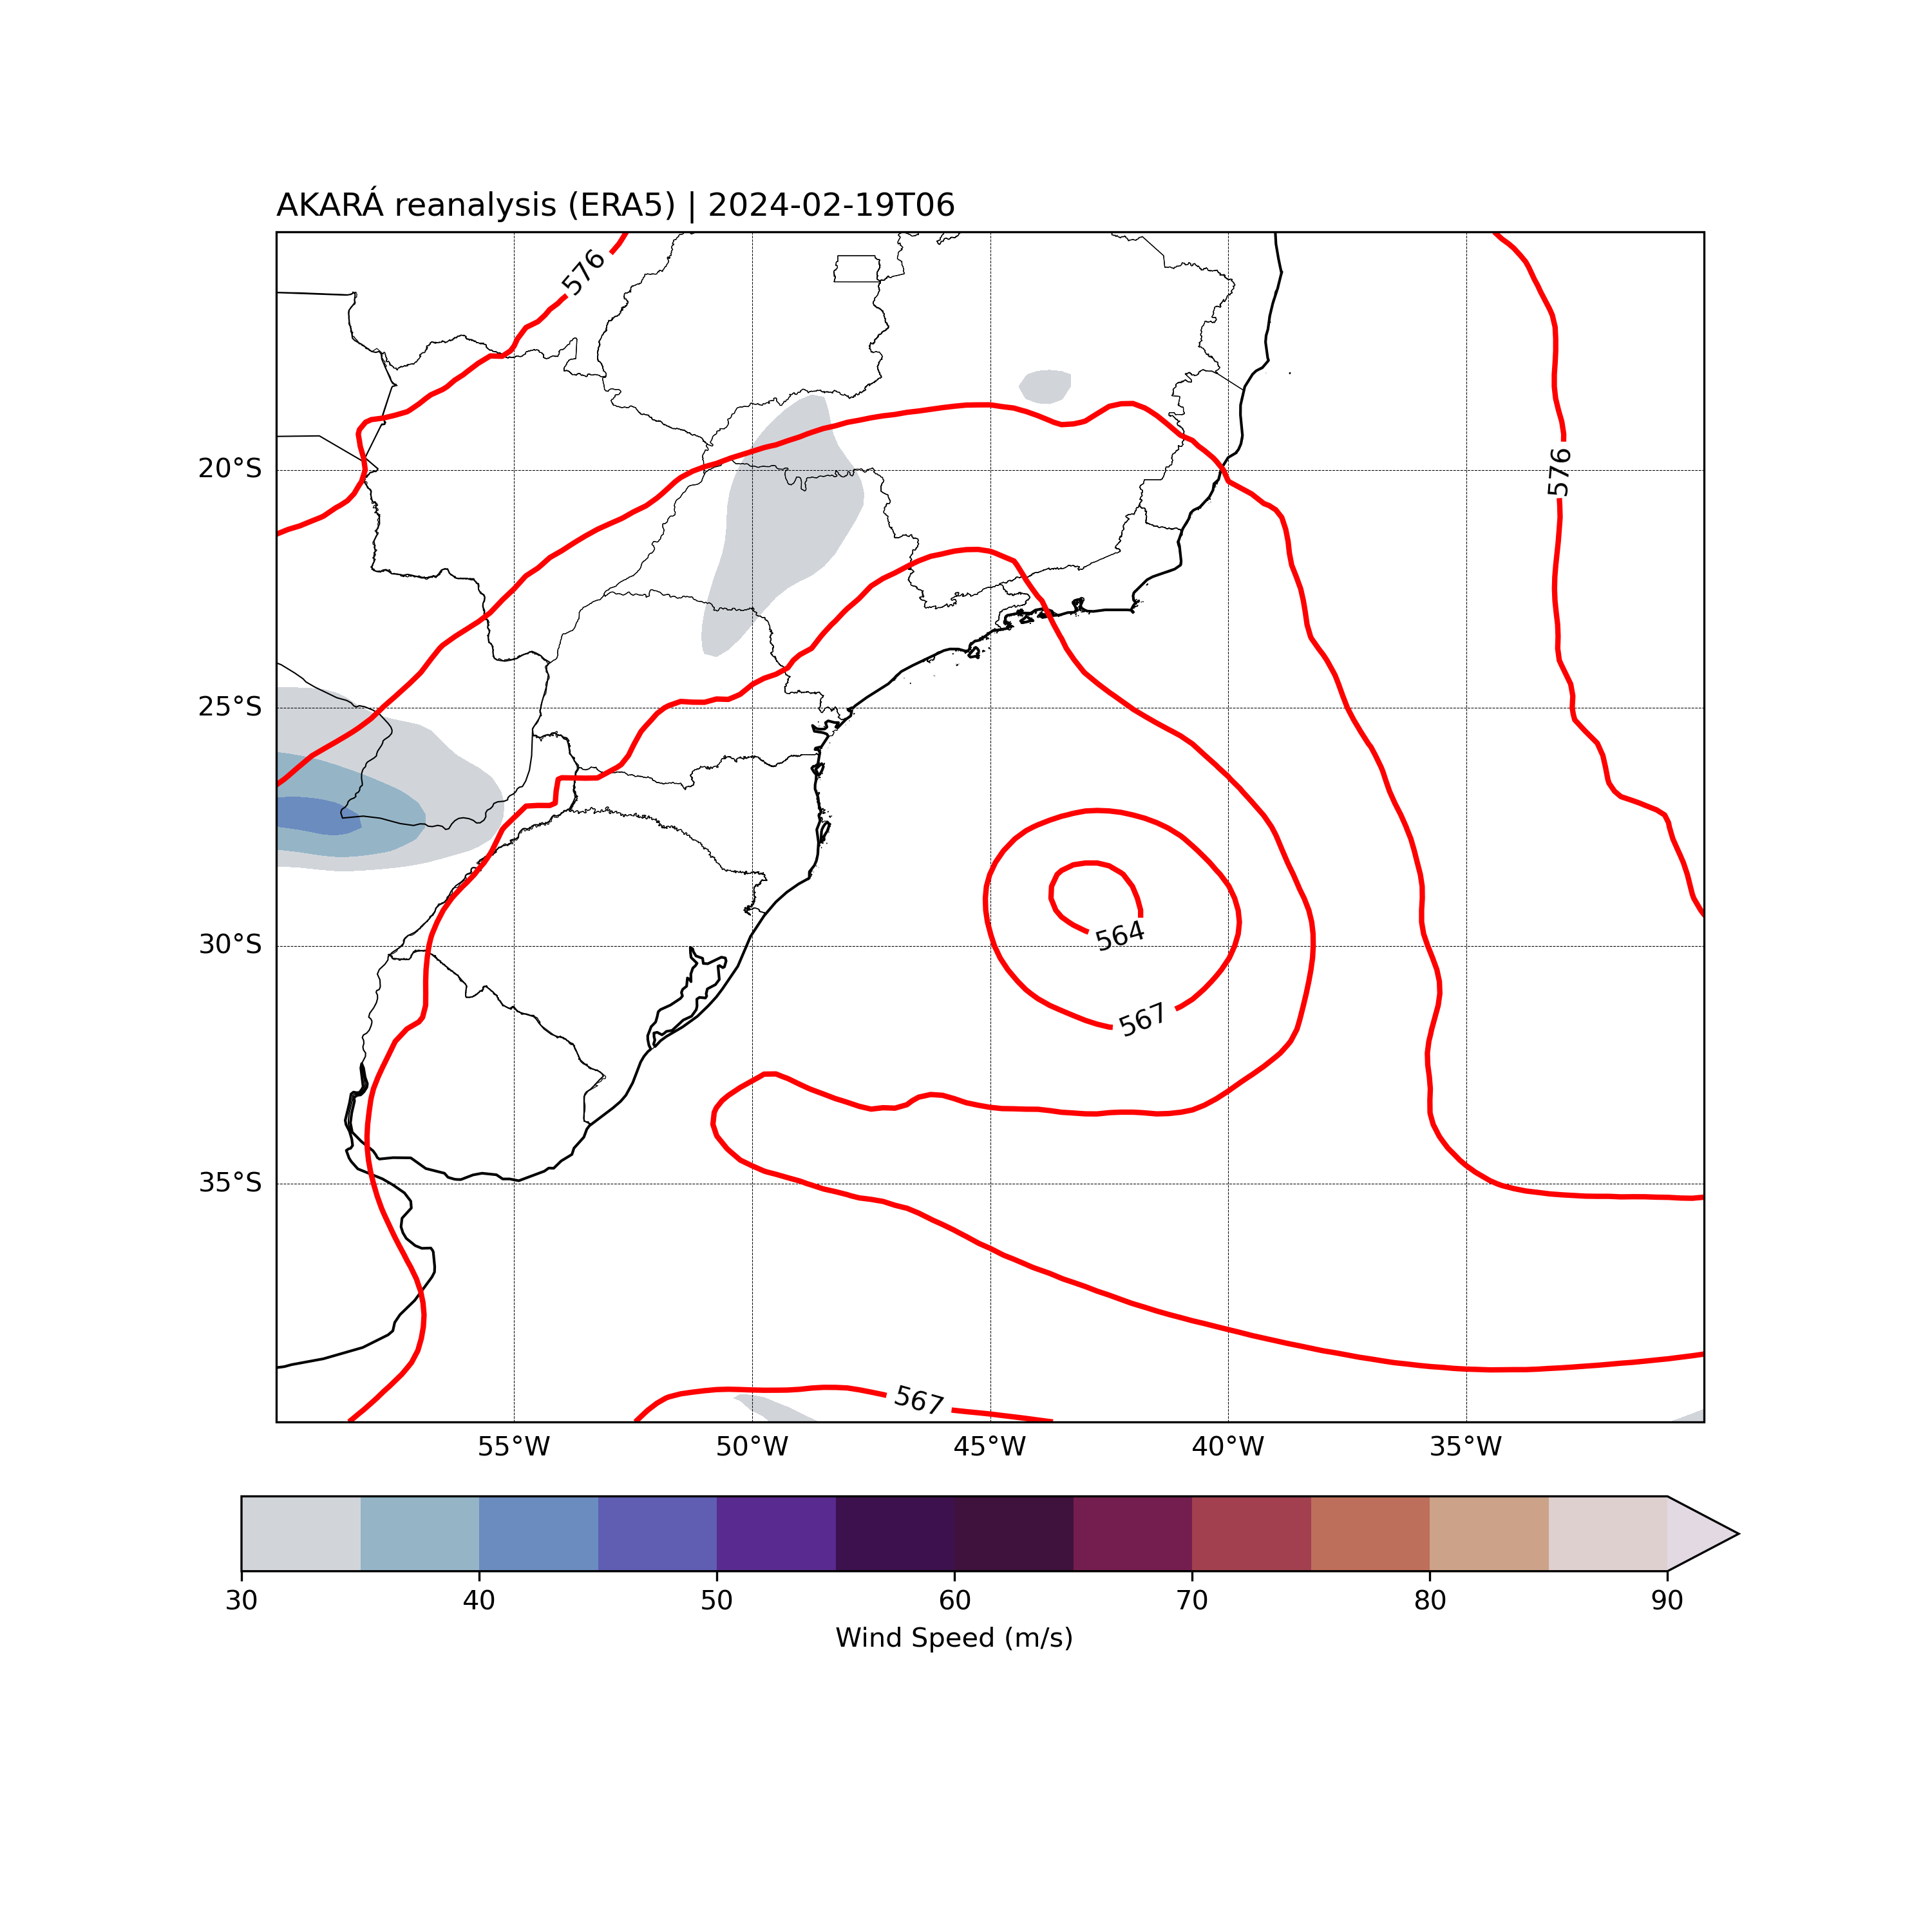 AKARÁ reanalysis (ERA5) | 2024-02-19T06
576
576
20°S
25°S
564
30°S
567
35°S
567
55°W 50°W 45°W 40°W 35°W
30 40 50 60 70 80 90
Wind Speed (m/s)